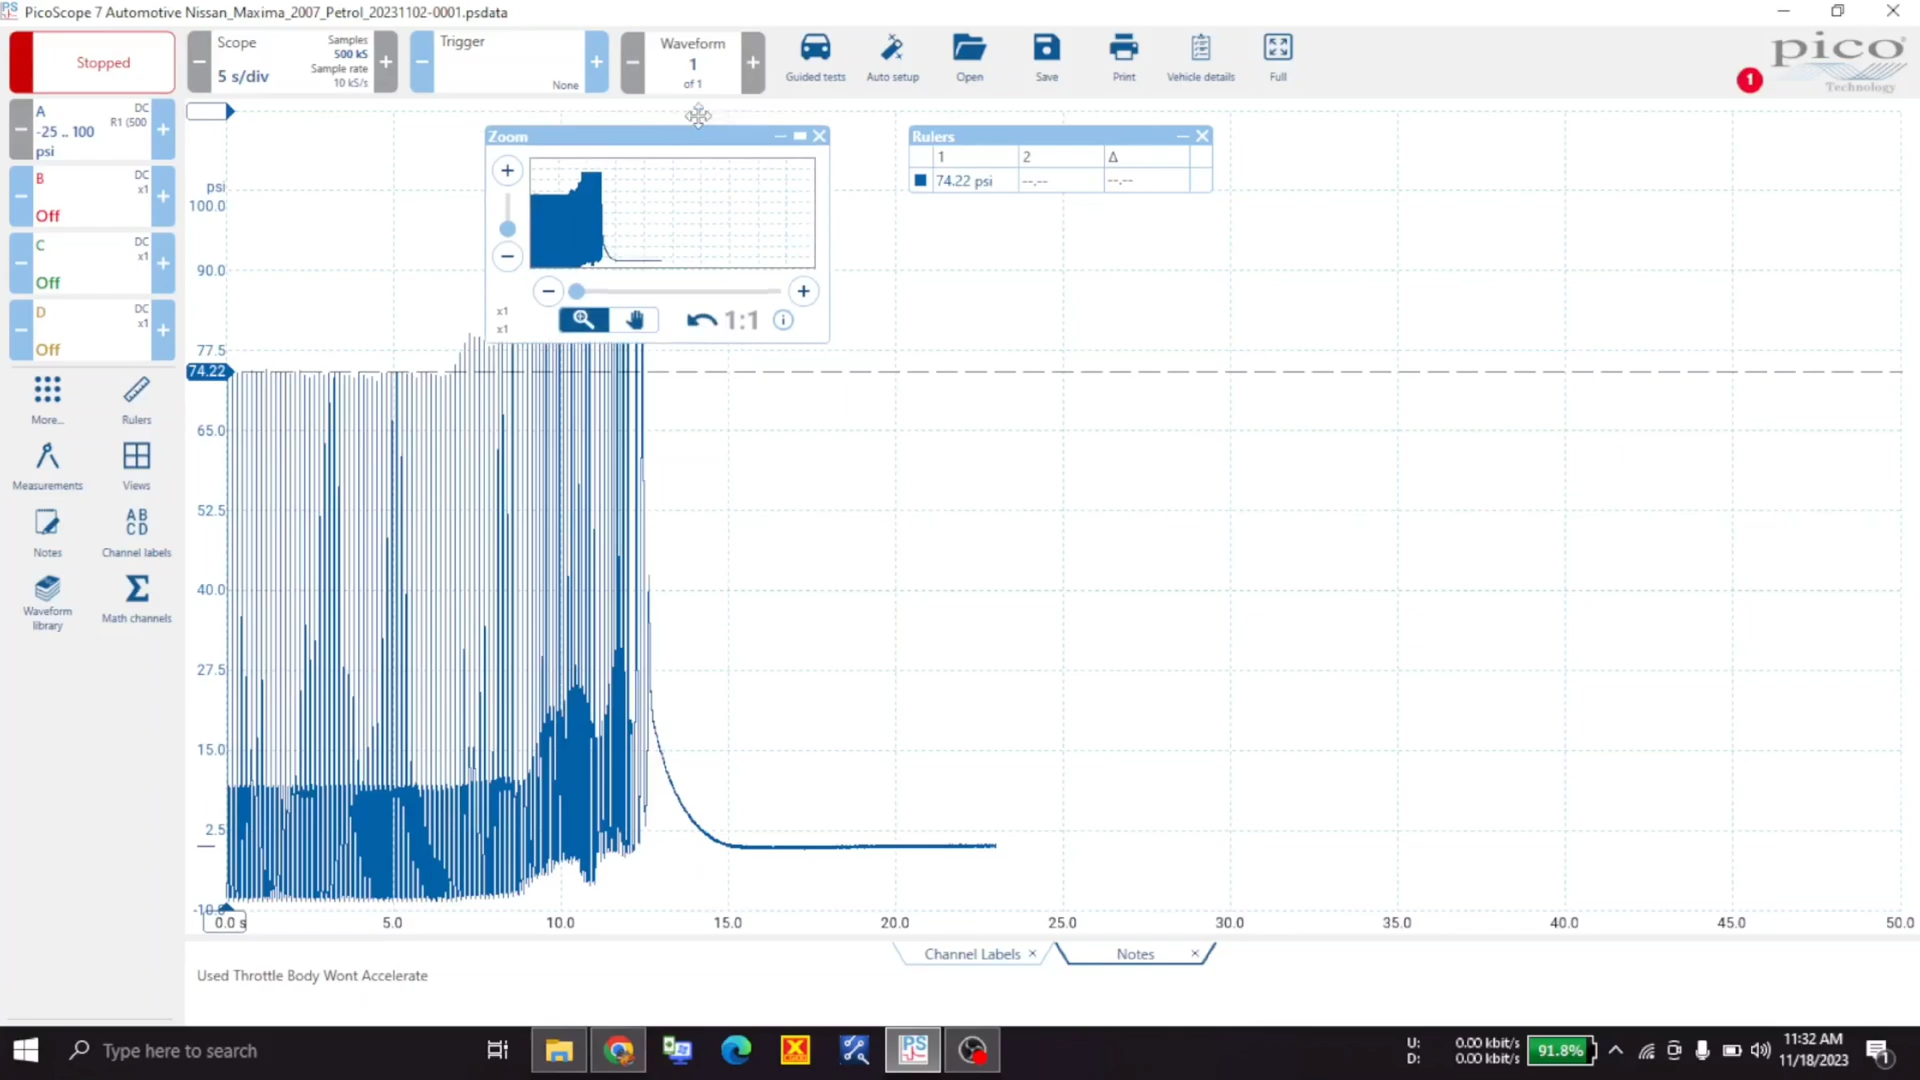 PicoScope 7 Automotive Nissan_Maxima_2007_Petrol_20231102-0001.psdata
Stopped
Scope
5 s/div
Samples
500 kS
Sample rate
10 kS/s
Trigger
None
Waveform
1
of 1
Guided tests
Auto setup
Open
Save
Print
Vehicle details
Full
1
pico
Technology
A
-25 .. 100
psi
DC
R1 (500
B
Off
DC
x1
C
Off
DC
x1
D
Off
DC
x1
More...
Rulers
Measurements
Views
Notes
A B
C D
Channel labels
Waveform
library
Math channels
Zoom
x1
x1
1:1
Rulers
1 2 Δ
74.22 psi --.-- --.--
psi
100.0
90.0
77.5
74.22
65.0
52.5
40.0
27.5
15.0
2.5
0.0 s 5.0 10.0 15.0 20.0 25.0 30.0 35.0 40.0 45.0 50.0
Channel Labels
Notes
Used Throttle Body Wont Accelerate
Type here to search
U: 0.00 kbit/s
D: 0.00 kbit/s
91.8%
11:32 AM
11/18/2023
1